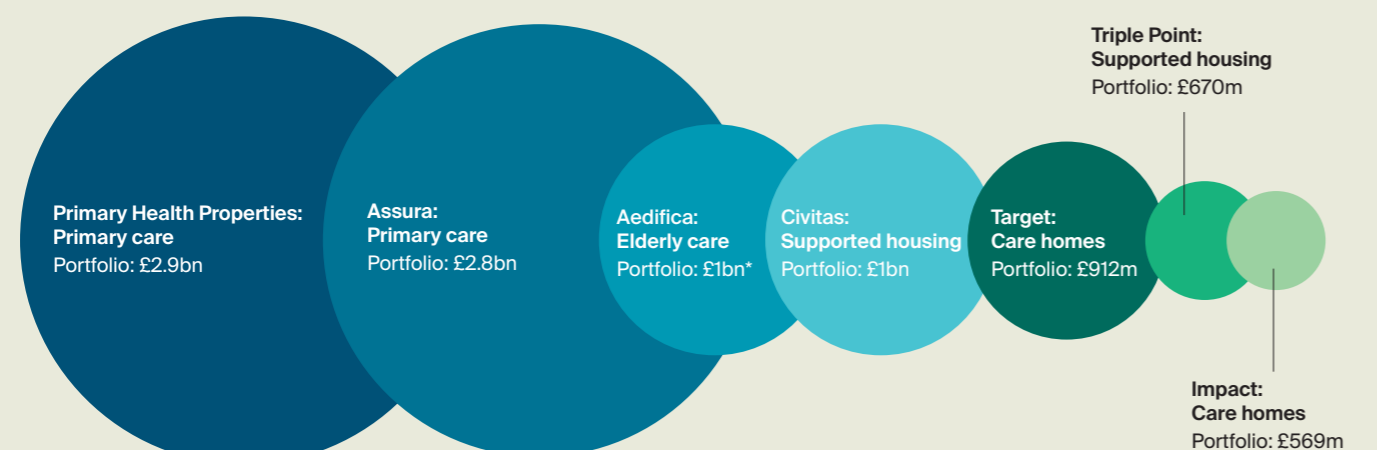 Primary Health Properties:
Primary care
Portfolio: £2.9bn
Assura:
Primary care
Portfolio: £2.8bn
Aedifica:
Elderly care
Portfolio: £1bn*
Civitas:
Supported housing
Portfolio: £1bn
Target:
Care homes
Portfolio: £912m
Triple Point:
Supported housing
Portfolio: £670m
Impact:
Care homes
Portfolio: £569m